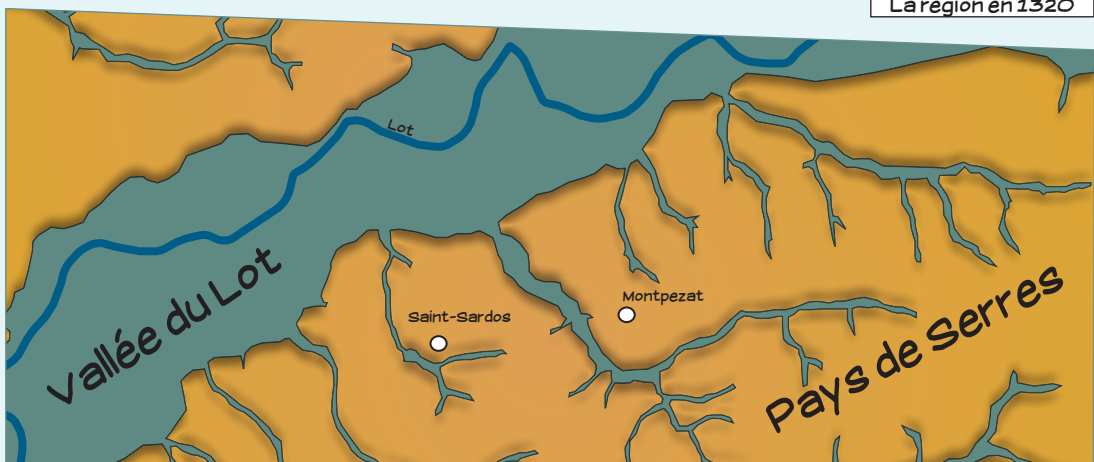 La région en 1320
Lot
Vallée du Lot
Montpezat
Saint-Sardos
Pays de Serres